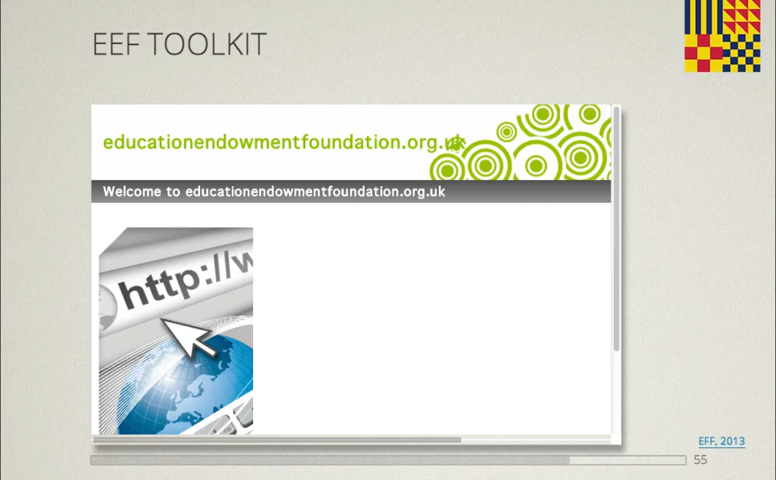 EEF TOOLKIT
educationendowmentfoundation.org.uk
Welcome to educationendowmentfoundation.org.uk
http://w
EFF, 2013
55